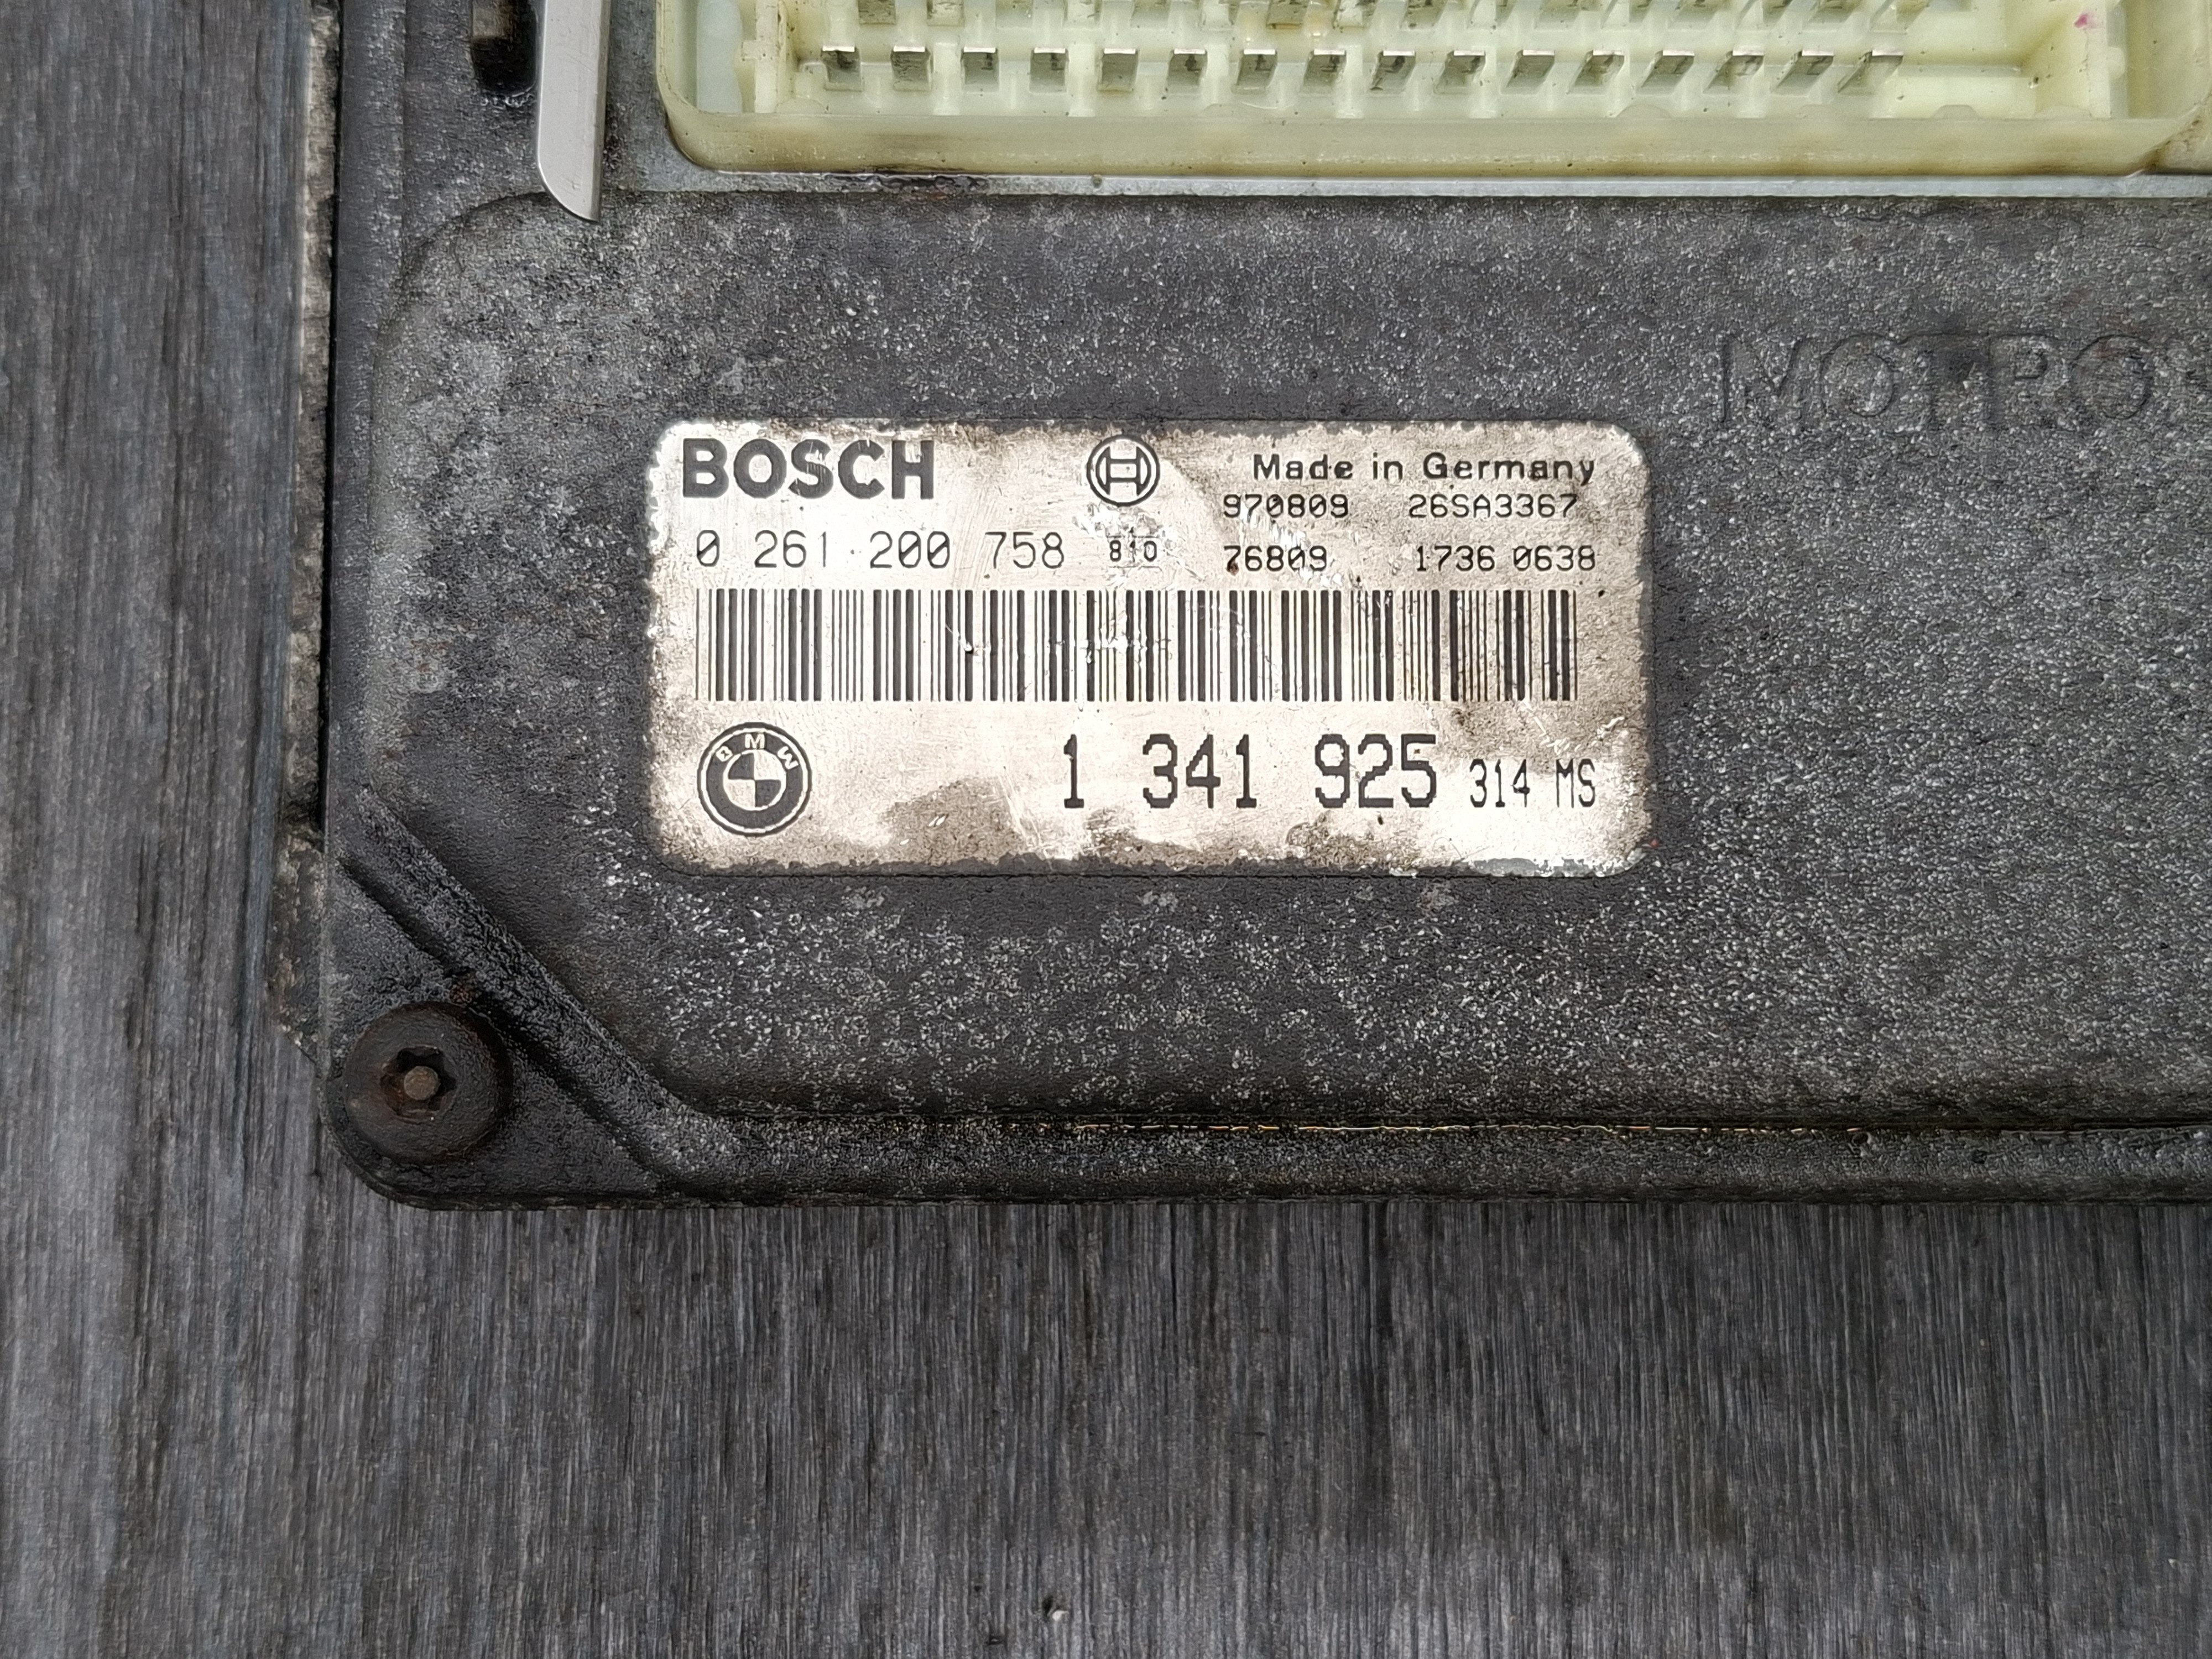 MOTRO
BOSCH Made in Germany
970809 26SA3367
0 261 200 758 810 76809 1736 0638
BMW 1 341 925 314 MS